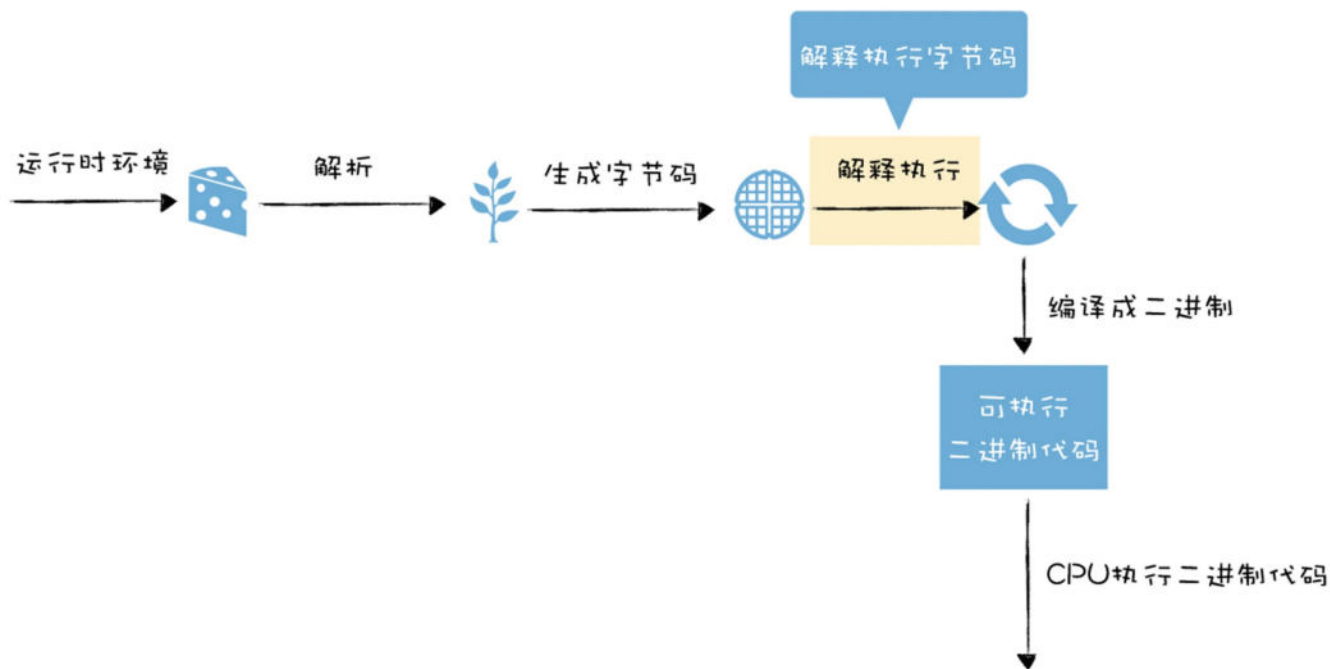 解释执行字节码
运行时环境
解析
生成字节码
解释执行
编译成二进制
可执行
二进制代码
CPU执行二进制代码